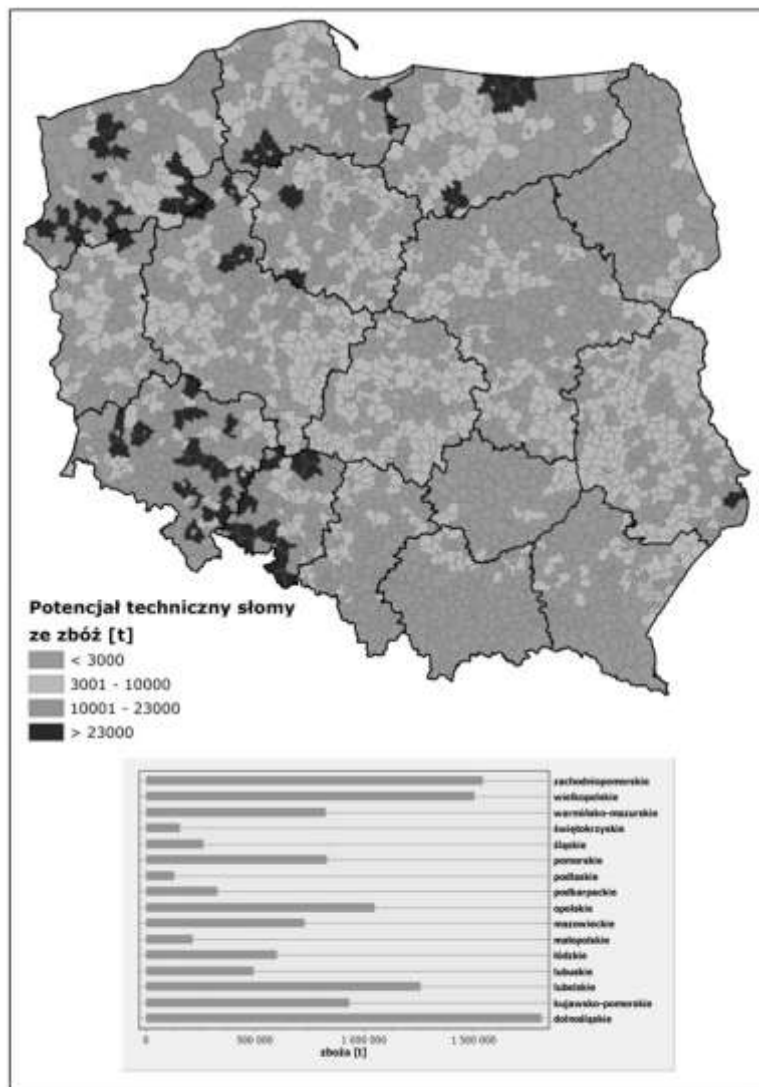 Potencjał techniczny słomy
ze zbóż [t]
< 3000
3001 - 10000
10001 - 23000
> 23000
zachodniopomorskie
wielkopolskie
warmińsko-mazurskie
świętokrzyskie
śląskie
pomorskie
podlaskie
podkarpackie
opolskie
mazowieckie
małopolskie
łódzkie
lubuskie
lubelskie
kujawsko-pomorskie
dolnośląskie
0 500 000 1 000 000 1 500 000
zboża [t]